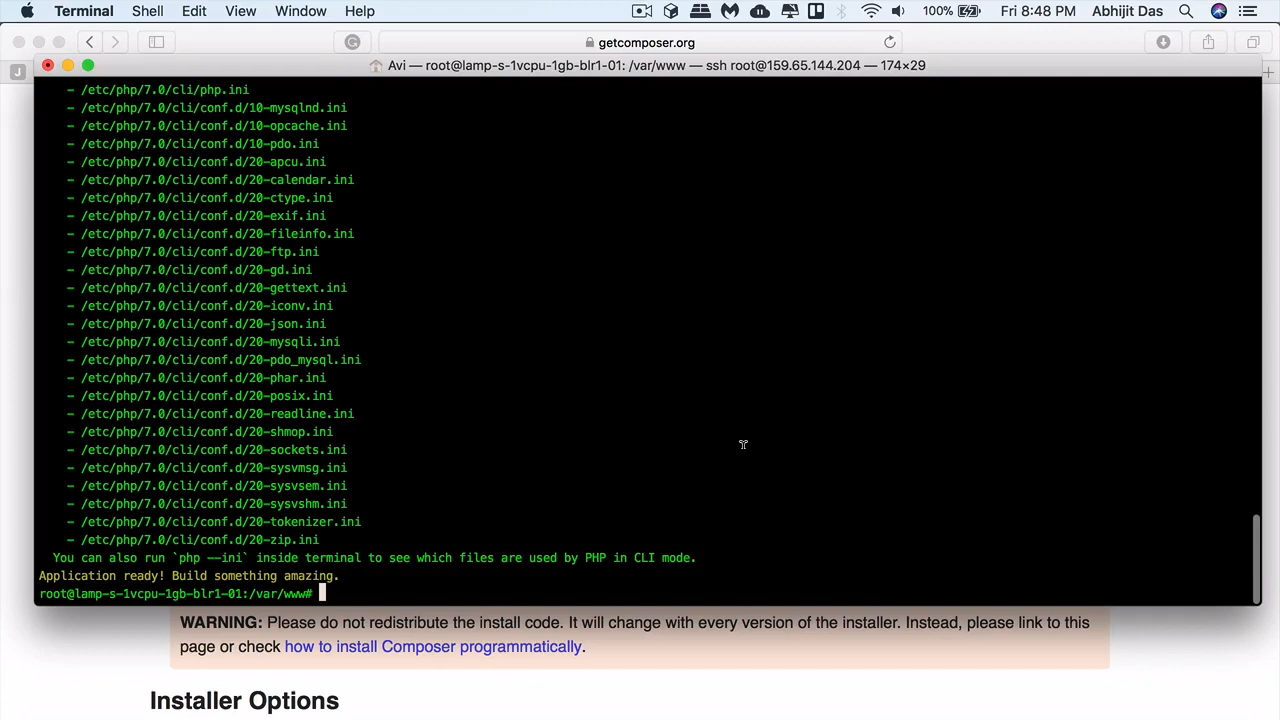 Terminal Shell Edit View Window Help 100% Fri 8:48 PM Abhijit Das
getcomposer.org
J
Avi — root@lamp-s-1vcpu-1gb-blr1-01: /var/www — ssh root@159.65.144.204 — 174×29
- /etc/php/7.0/cli/php.ini
- /etc/php/7.0/cli/conf.d/10-mysqlnd.ini
- /etc/php/7.0/cli/conf.d/10-opcache.ini
- /etc/php/7.0/cli/conf.d/10-pdo.ini
- /etc/php/7.0/cli/conf.d/20-apcu.ini
- /etc/php/7.0/cli/conf.d/20-calendar.ini
- /etc/php/7.0/cli/conf.d/20-ctype.ini
- /etc/php/7.0/cli/conf.d/20-exif.ini
- /etc/php/7.0/cli/conf.d/20-fileinfo.ini
- /etc/php/7.0/cli/conf.d/20-ftp.ini
- /etc/php/7.0/cli/conf.d/20-gd.ini
- /etc/php/7.0/cli/conf.d/20-gettext.ini
- /etc/php/7.0/cli/conf.d/20-iconv.ini
- /etc/php/7.0/cli/conf.d/20-json.ini
- /etc/php/7.0/cli/conf.d/20-mysqli.ini
- /etc/php/7.0/cli/conf.d/20-pdo_mysql.ini
- /etc/php/7.0/cli/conf.d/20-phar.ini
- /etc/php/7.0/cli/conf.d/20-posix.ini
- /etc/php/7.0/cli/conf.d/20-readline.ini
- /etc/php/7.0/cli/conf.d/20-shmop.ini
- /etc/php/7.0/cli/conf.d/20-sockets.ini
- /etc/php/7.0/cli/conf.d/20-sysvmsg.ini
- /etc/php/7.0/cli/conf.d/20-sysvsem.ini
- /etc/php/7.0/cli/conf.d/20-sysvshm.ini
- /etc/php/7.0/cli/conf.d/20-tokenizer.ini
- /etc/php/7.0/cli/conf.d/20-zip.ini
You can also run `php --ini` inside terminal to see which files are used by PHP in CLI mode.
Application ready! Build something amazing.
root@lamp-s-1vcpu-1gb-blr1-01:/var/www#
WARNING: Please do not redistribute the install code. It will change with every version of the installer. Instead, please link to this
page or check how to install Composer programmatically.
Installer Options